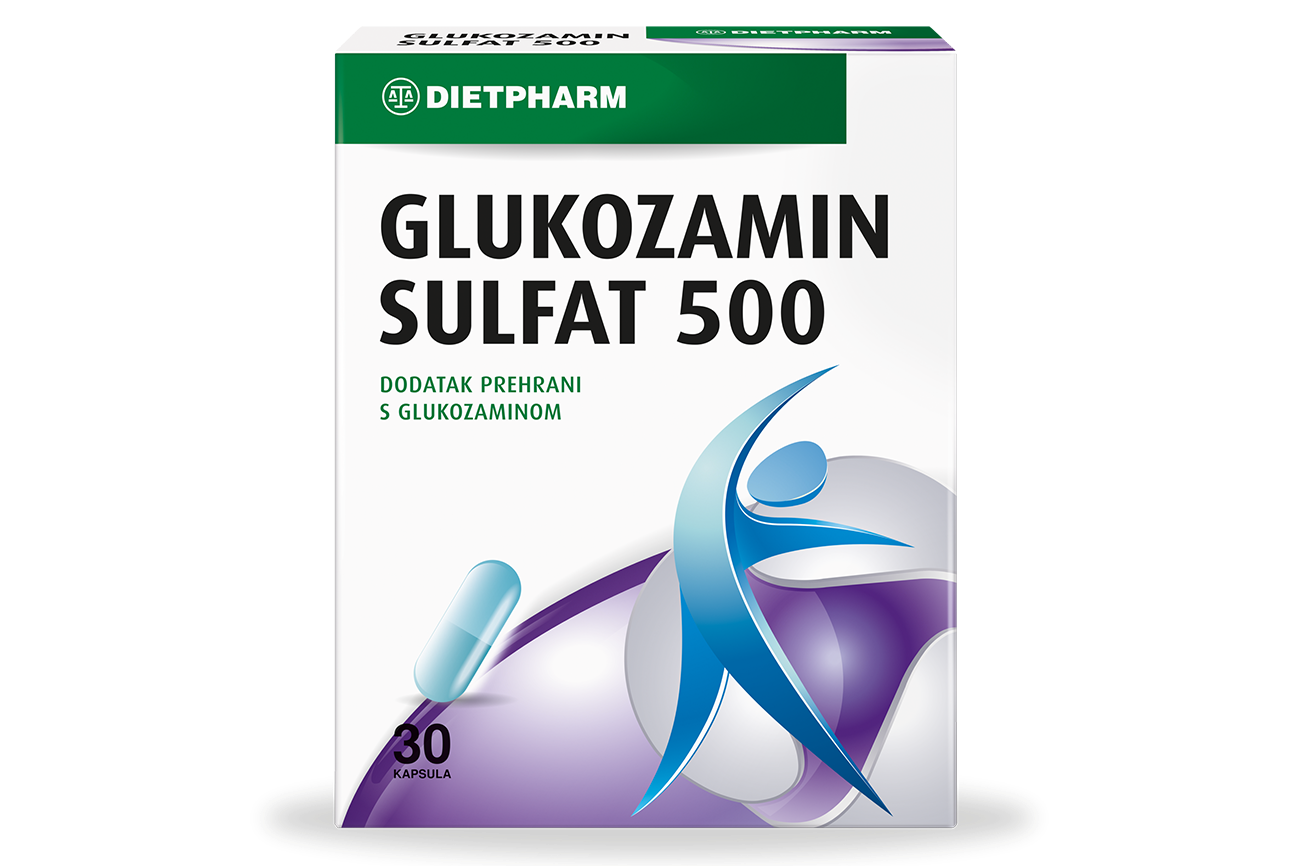 GLUKOZAMIN
SULFAT 500
DIETPHARM
DIETPHARM
GLUKOZAMIN
SULFAT 500
DODATAK PREHRANI
S GLUKOZAMINOM
30
KAPSULA